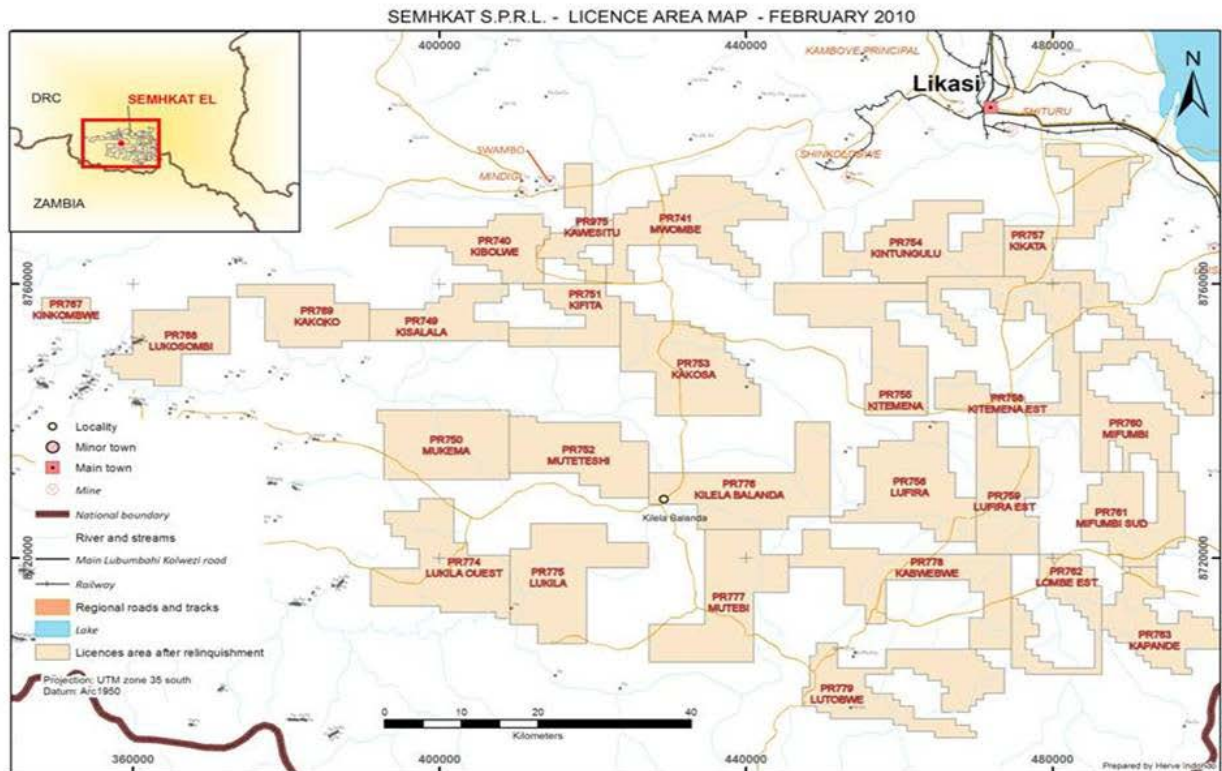 SEMHKAT S.P.R.L. - LICENCE AREA MAP - FEBRUARY 2010
400000
440000
480000
DRC
SEMHKAT EL
ZAMBIA
KAMBOVE PRINCIPAL
N
Likasi
SHITURU
SWAMBO
MINDIGI
SHINKOLOBWE
PR975
KAWESITU
PR741
MWOMBE
PR740
KIBOLWE
PR754
KINTUNGULU
PR757
KIKATA
8760000
8760000
PR767
KINKOMBWE
PR768
LUKOSOMBI
PR769
KAKOKO
PR749
KISALALA
PR751
KIFITA
PR753
KAKOSA
PR755
KITEMENA
PR758
KITEMENA EST
PR760
MIFUMBI
PR750
MUKEMA
PR752
MUTETESHI
PR776
KILELA BALANDA
Kilela Balanda
PR756
LUFIRA
PR759
LUFIRA EST
PR761
MIFUMBI SUD
8720000
8720000
PR774
LUKILA OUEST
PR775
LUKILA
PR777
MUTEBI
PR778
KABWEBWE
PR762
LOMBE EST
PR763
KAPANDE
PR779
LUTOBWE
Locality
Minor town
Main town
Mine
National boundary
River and streams
Main Lubumbahi Kolwezi road
Railway
Regional roads and tracks
Lake
Licences area after relinquishment
Projection: UTM zone 35 south
Datum: Arc1950
0 10 20 40
Kilometers
360000
400000
440000
480000
Prepared by Herve Indondo